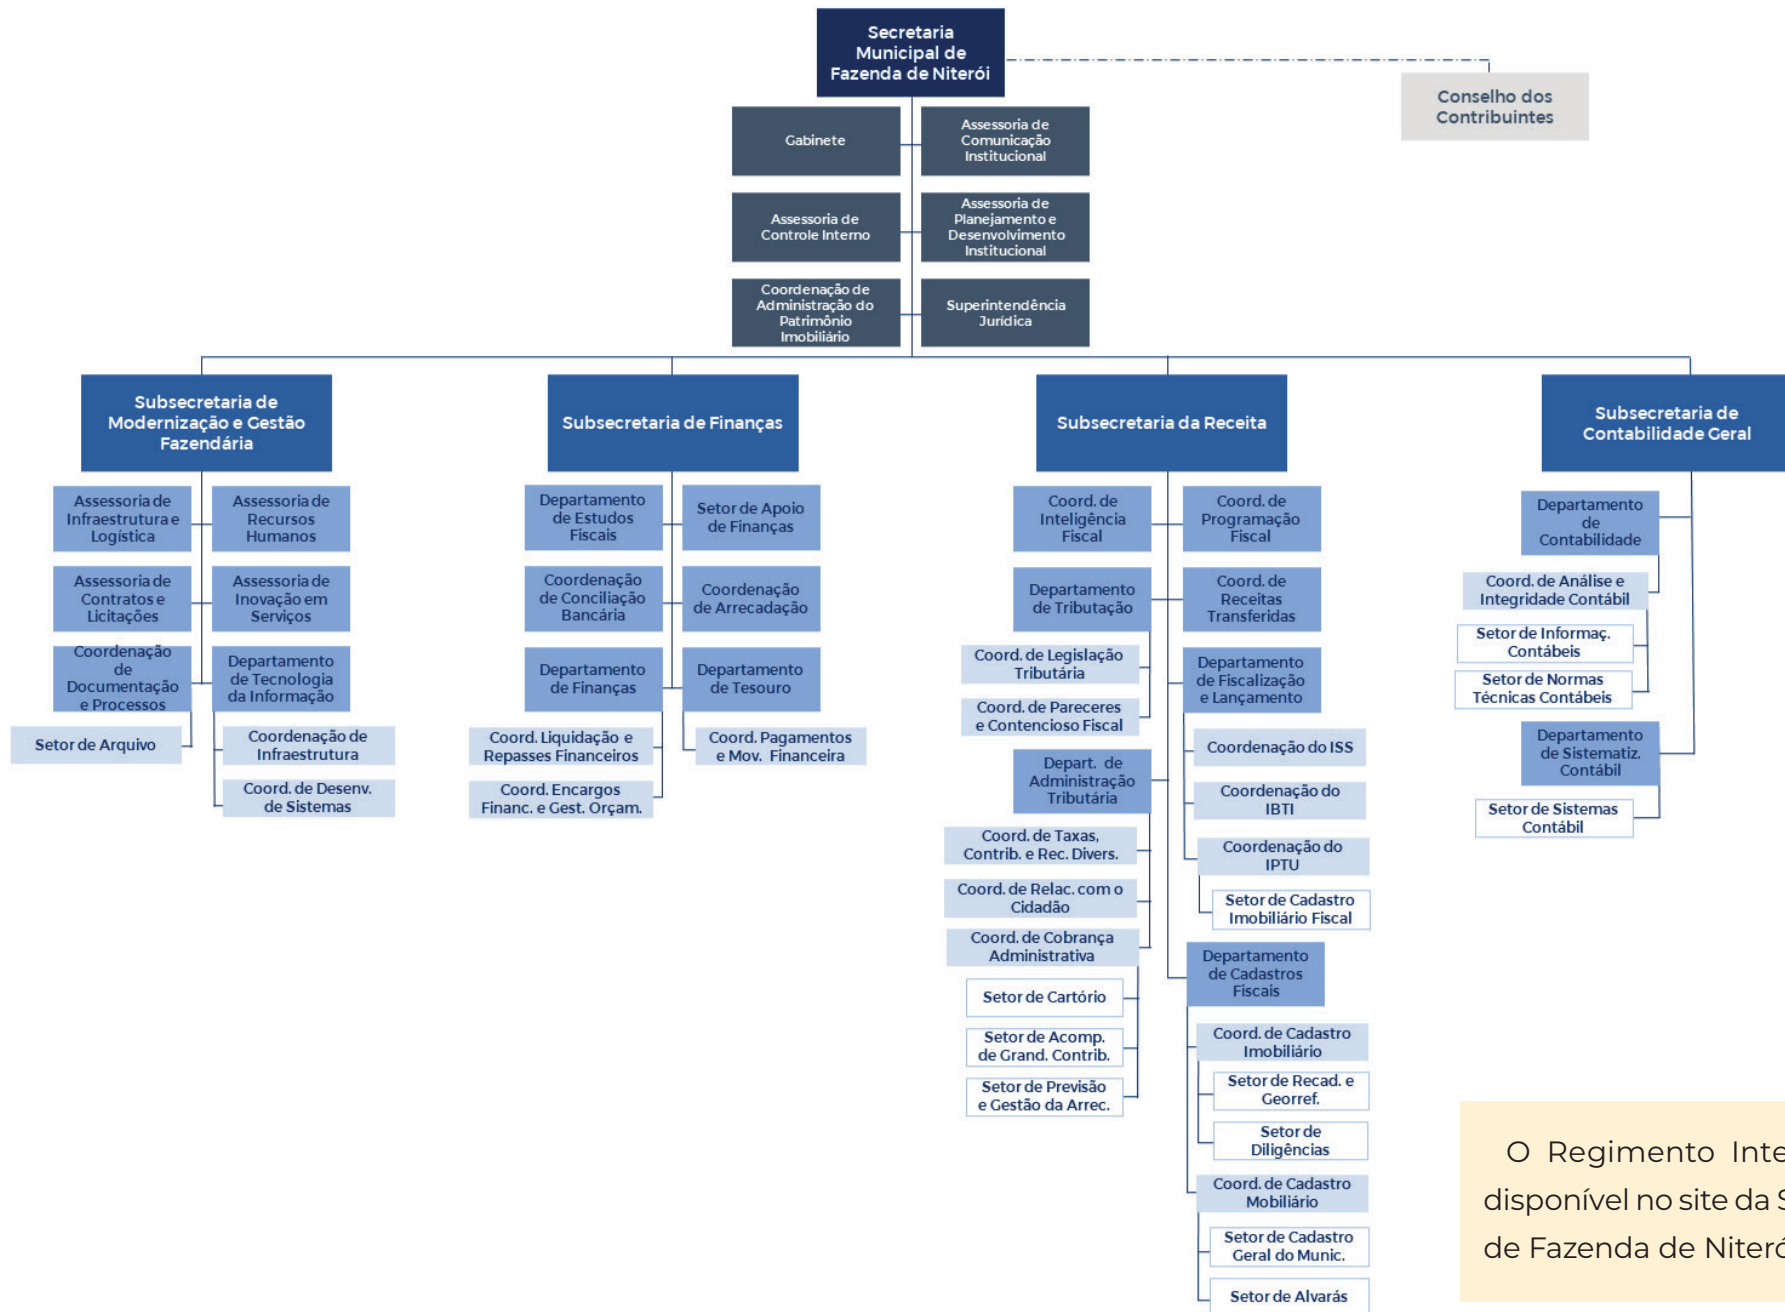 Secretaria
Municipal de
Fazenda de Niterói
Conselho dos
Contribuintes
Gabinete
Assessoria de
Comunicação
Institucional
Assessoria de
Controle Interno
Assessoria de
Planejamento e
Desenvolvimento
Institucional
Coordenação de
Administração do
Patrimônio
Imobiliário
Superintendência
Jurídica
Subsecretaria de
Modernização e Gestão
Fazendária
Assessoria de
Infraestrutura e
Logística
Assessoria de
Recursos
Humanos
Assessoria de
Contratos e
Licitações
Assessoria de
Inovação em
Serviços
Coordenação
de
Documentação
e Processos
Departamento
de Tecnologia
da Informação
Setor de Arquivo
Coordenação de
Infraestrutura
Coord. de Desenv.
de Sistemas
Subsecretaria de Finanças
Departamento
de Estudos
Fiscais
Setor de Apoio
de Finanças
Coordenação
de Conciliação
Bancária
Coordenação
de Arrecadação
Departamento
de Finanças
Departamento
de Tesouro
Coord. Liquidação e
Repasses Financeiros
Coord. Pagamentos
e Mov. Financeira
Coord. Encargos
Financ. e Gest. Orçam.
Subsecretaria da Receita
Coord. de
Inteligência
Fiscal
Coord. de
Programação
Fiscal
Departamento
de Tributação
Coord. de
Receitas
Transferidas
Coord. de Legislação
Tributária
Coord. de Pareceres
e Contencioso Fiscal
Departamento
de Fiscalização
e Lançamento
Coordenação do ISS
Coordenação do
IBTI
Coordenação do
IPTU
Setor de Cadastro
Imobiliário Fiscal
Depart. de
Administração
Tributária
Coord. de Taxas,
Contrib. e Rec. Divers.
Coord. de Relac. com o
Cidadão
Coord. de Cobrança
Administrativa
Setor de Cartório
Setor de Acomp.
de Grand. Contrib.
Setor de Previsão
e Gestão da Arrec.
Departamento
de Cadastros
Fiscais
Coord. de Cadastro
Imobiliário
Setor de Recad. e
Georref.
Setor de
Diligências
Coord. de Cadastro
Mobiliário
Setor de Cadastro
Geral do Munic.
Setor de Alvarás
Subsecretaria de
Contabilidade Geral
Departamento
de
Contabilidade
Coord. de Análise e
Integridade Contábil
Setor de Informaç.
Contábeis
Setor de Normas
Técnicas Contábeis
Departamento
de Sistematiz.
Contábil
Setor de Sistemas
Contábil
O Regimento Inte
disponível no site da S
de Fazenda de Niteró